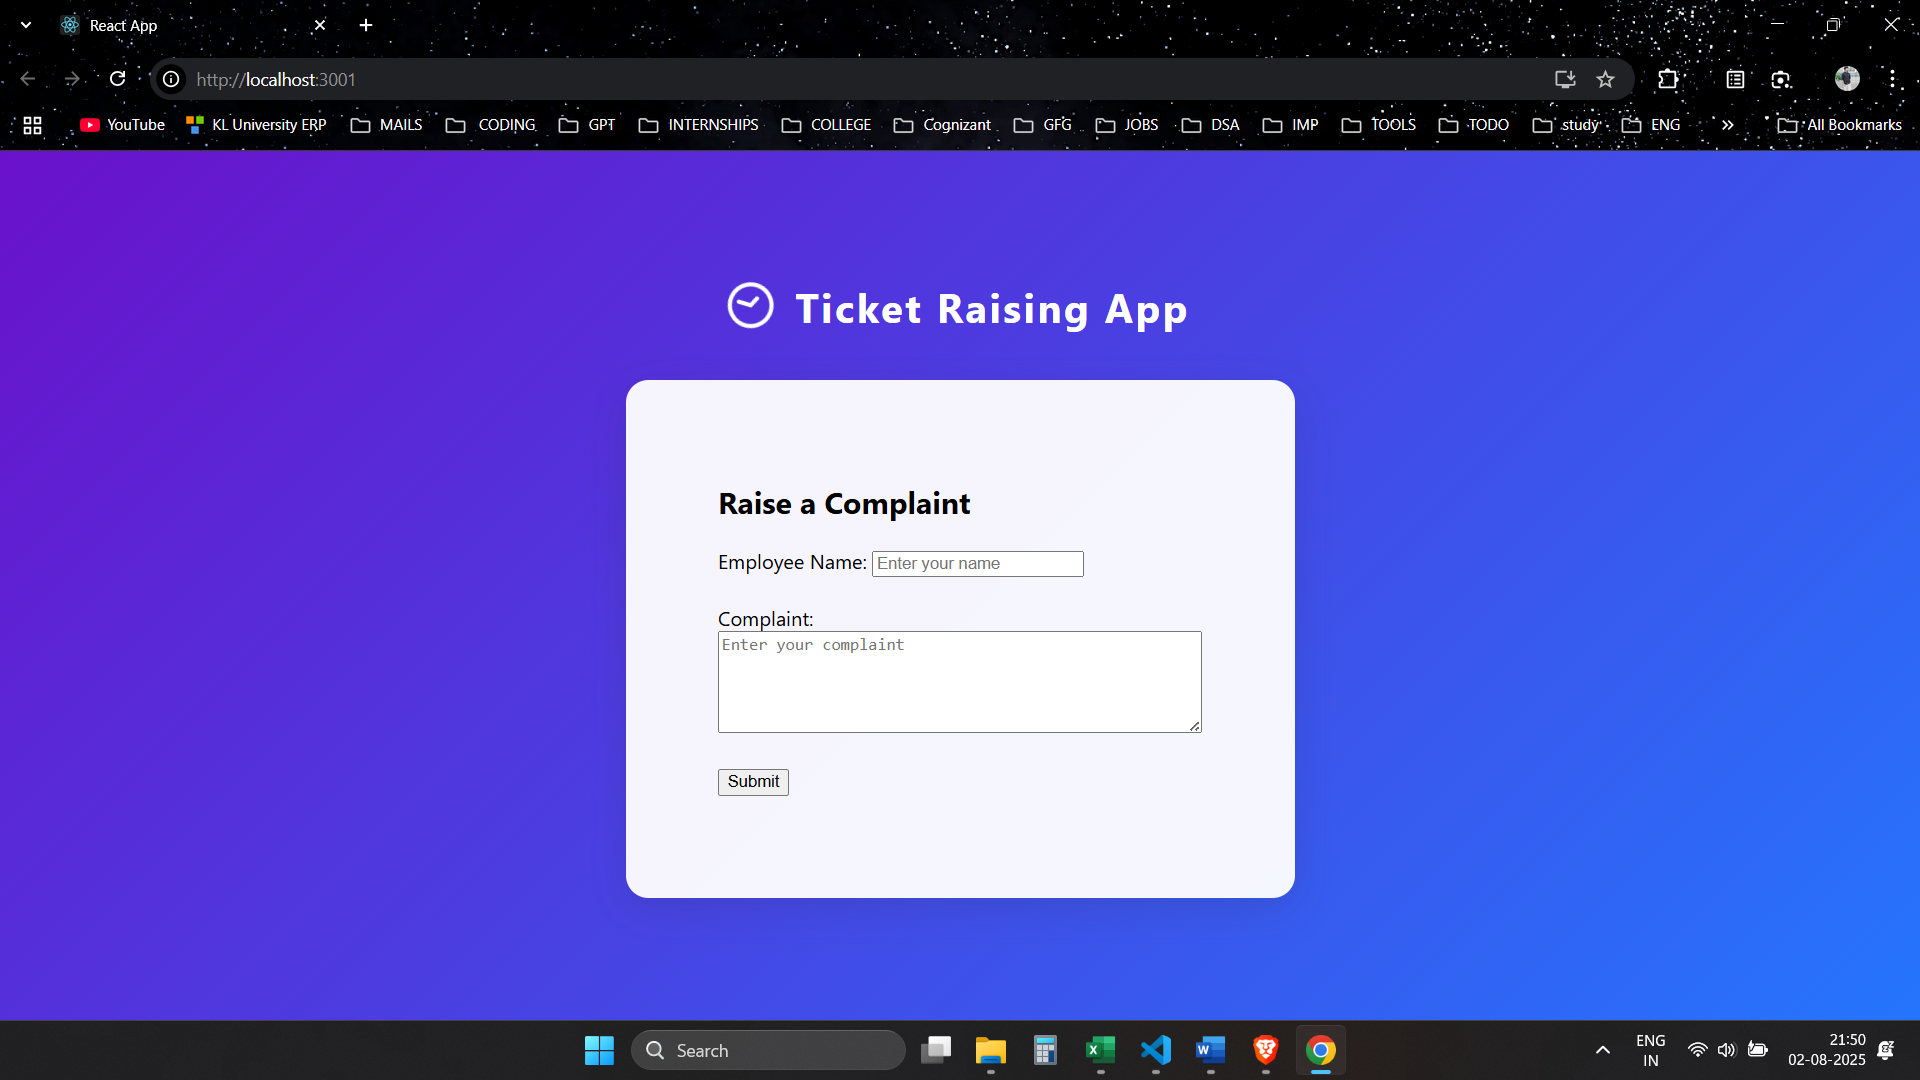 React App
http://localhost:3001
YouTube KL University ERP MAILS CODING GPT INTERNSHIPS COLLEGE Cognizant GFG JOBS DSA IMP TOOLS TODO study ENG » All Bookmarks
Ticket Raising App
Raise a Complaint
Employee Name: Enter your name
Complaint:
Enter your complaint
Submit
Search
ENG
IN
21:50
02-08-2025